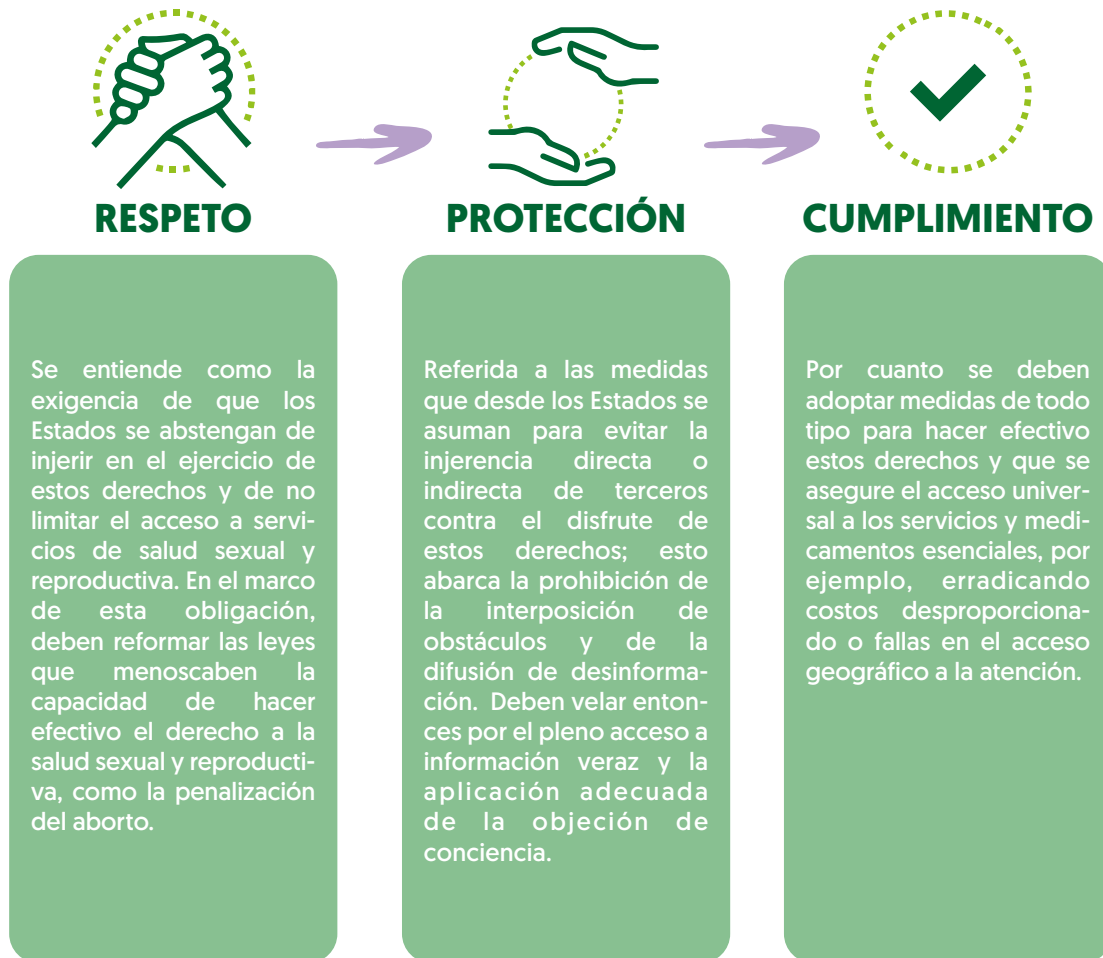 RESPETO
Se entiende como la
exigencia de que los
Estados se abstengan de
injerir en el ejercicio de
estos derechos y de no
limitar el acceso a servi-
cios de salud sexual y
reproductiva. En el marco
de esta obligación,
deben reformar las leyes
que menoscaben la
capacidad de hacer
efectivo el derecho a la
salud sexual y reproducti-
va, como la penalización
del aborto.
PROTECCIÓN
Referida a las medidas
que desde los Estados se
asuman para evitar la
injerencia directa o
indirecta de terceros
contra el disfrute de
estos derechos; esto
abarca la prohibición de
la interposición de
obstáculos y de la
difusión de desinforma-
ción. Deben velar enton-
ces por el pleno acceso a
información veraz y la
aplicación adecuada
de la objeción de
conciencia.
CUMPLIMIENTO
Por cuanto se deben
adoptar medidas de todo
tipo para hacer efectivo
estos derechos y que se
asegure el acceso univer-
sal a los servicios y medi-
camentos esenciales, por
ejemplo, erradicando
costos desproporciona-
do o fallas en el acceso
geográfico a la atención.